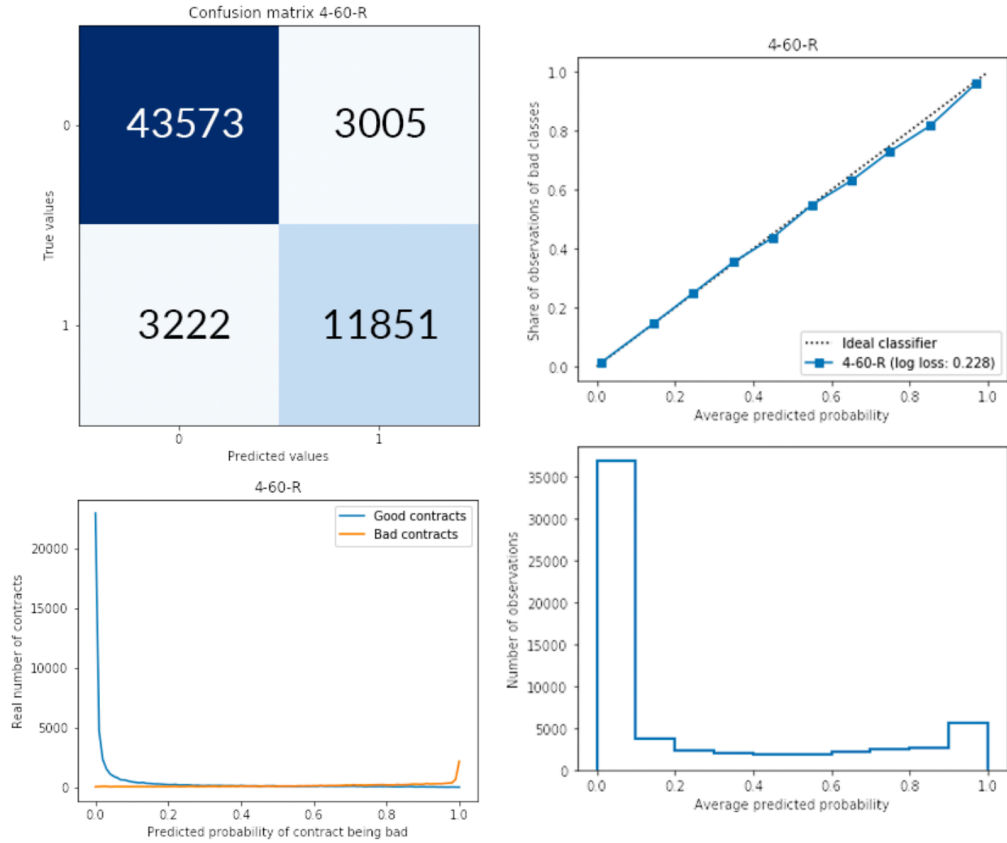 Confusion matrix 4-60-R
True values
0
43573 3005
1
3222 11851
0 1
Predicted values
4-60-R
Share of observations of bad classes
1.0
0.8
0.6
0.4
0.2
0.0
Ideal classifier
4-60-R (log loss: 0.228)
0.0 0.2 0.4 0.6 0.8 1.0
Average predicted probability
4-60-R
Real number of contracts
20000
15000
10000
5000
0
Good contracts
Bad contracts
0.0 0.2 0.4 0.6 0.8 1.0
Predicted probability of contract being bad
Number of observations
35000
30000
25000
20000
15000
10000
5000
0
0.0 0.2 0.4 0.6 0.8 1.0
Average predicted probability